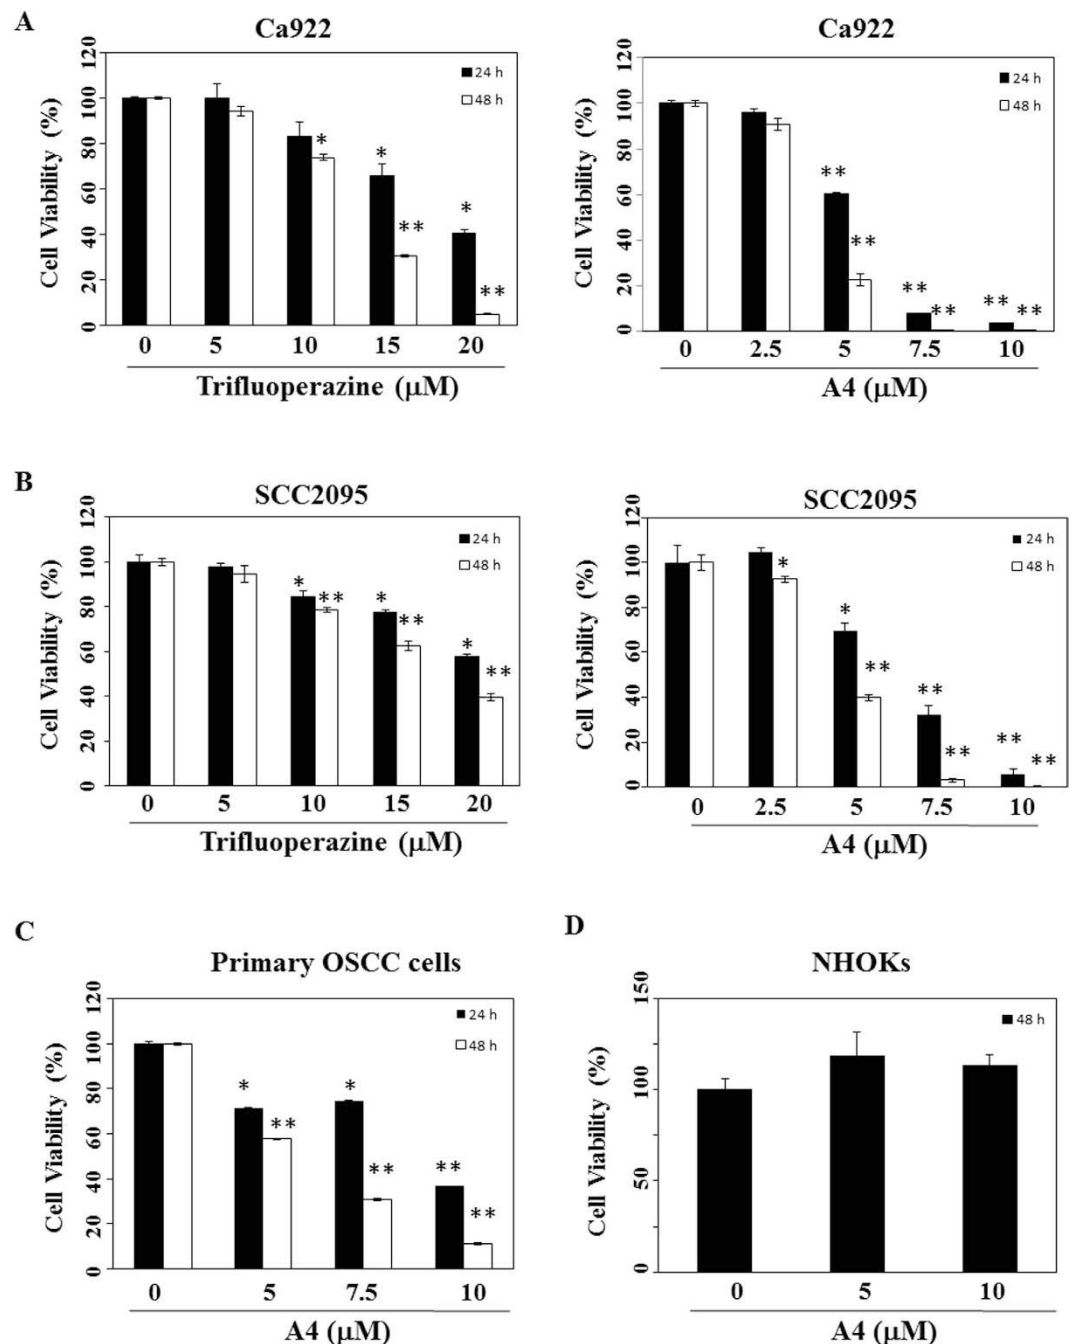 A
Ca922
Cell Viability (%)
0 20 40 60 80 100 120
24 h
48 h
*
*
**
*
**
0 5 10 15 20
Trifluoperazine (μM)
Ca922
Cell Viability (%)
0 20 40 60 80 100 120
24 h
48 h
**
**
**
**
**
**
0 2.5 5 7.5 10
A4 (μM)
B
SCC2095
Cell Viability (%)
0 20 40 60 80 100 120
24 h
48 h
*
**
*
**
*
**
0 5 10 15 20
Trifluoperazine (μM)
SCC2095
Cell Viability (%)
0 20 40 60 80 100 120
24 h
48 h
*
*
**
**
**
**
**
0 2.5 5 7.5 10
A4 (μM)
C
Primary OSCC cells
Cell Viability (%)
0 20 40 60 80 100 120
24 h
48 h
*
**
*
**
**
**
0 5 7.5 10
A4 (μM)
D
NHOKs
Cell Viability (%)
0 50 100 150
48 h
0 5 10
A4 (μM)